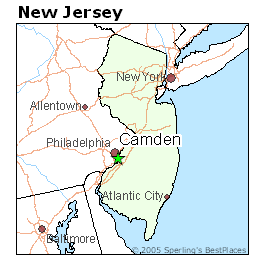 New Jersey
New York
Allentown
Philadelphia
Camden
Atlantic City
Baltimore
© 2005 Sperling's BestPlaces